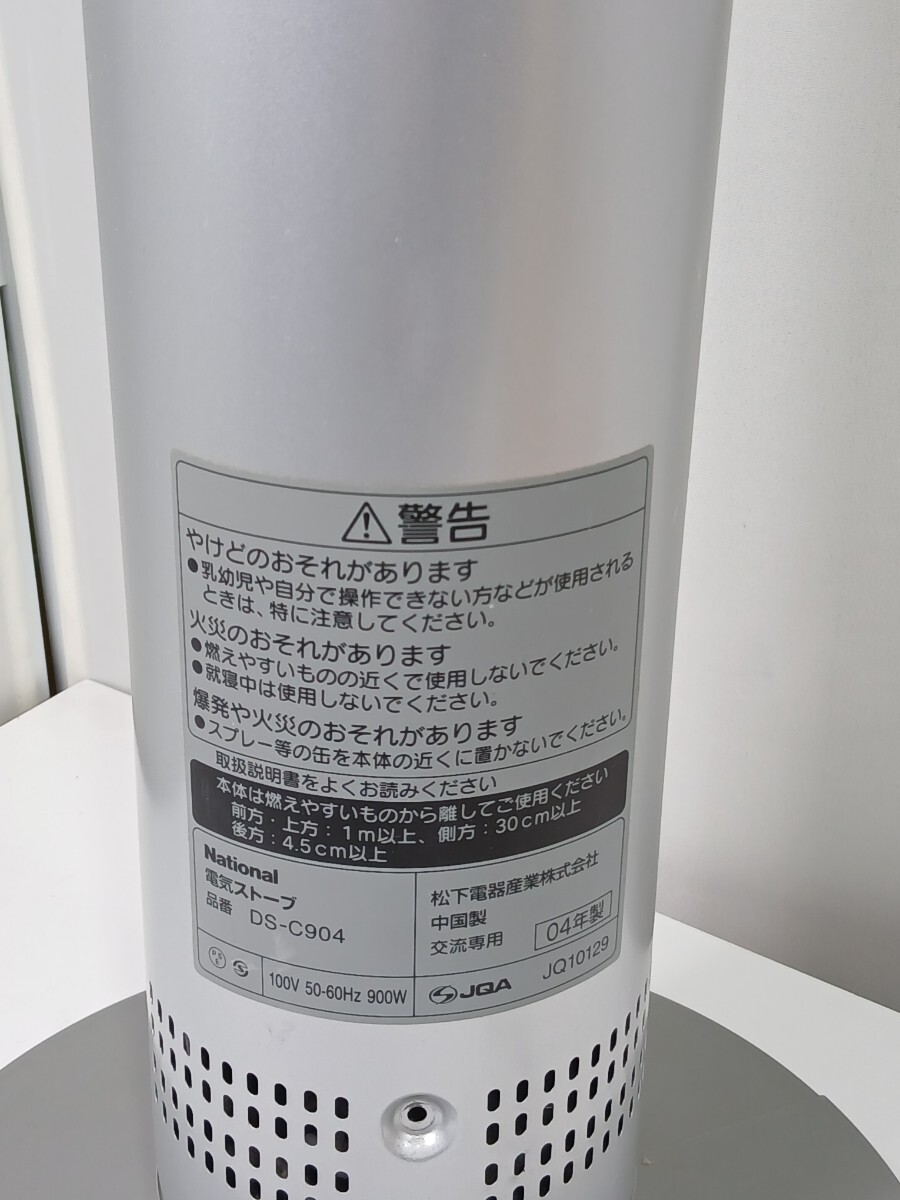 警告
やけどのおそれがあります
●乳幼児や自分で操作できない方などが使用される
ときは、特に注意してください。
火災のおそれがあります
●燃えやすいものの近くで使用しないでください。
●就寝中は使用しないでください。
爆発や火災のおそれがあります
●スプレー等の缶を本体の近くに置かないでください。
取扱説明書をよくお読みください
本体は燃えやすいものから離してご使用ください
前方・上方：1m以上、側方：30cm以上
後方：4.5cm以上
National
電気ストーブ
品番 DS-C904
松下電器産業株式会社
中国製
交流専用 04年製
PSE
100V 50-60Hz 900W
JQA JQ10129